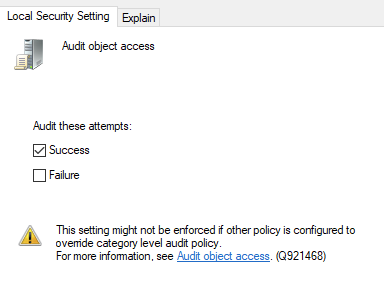 Local Security Setting
Explain
Audit object access
Audit these attempts:
Success
Failure
This setting might not be enforced if other policy is configured to
override category level audit policy.
For more information, see Audit object access. (Q921468)